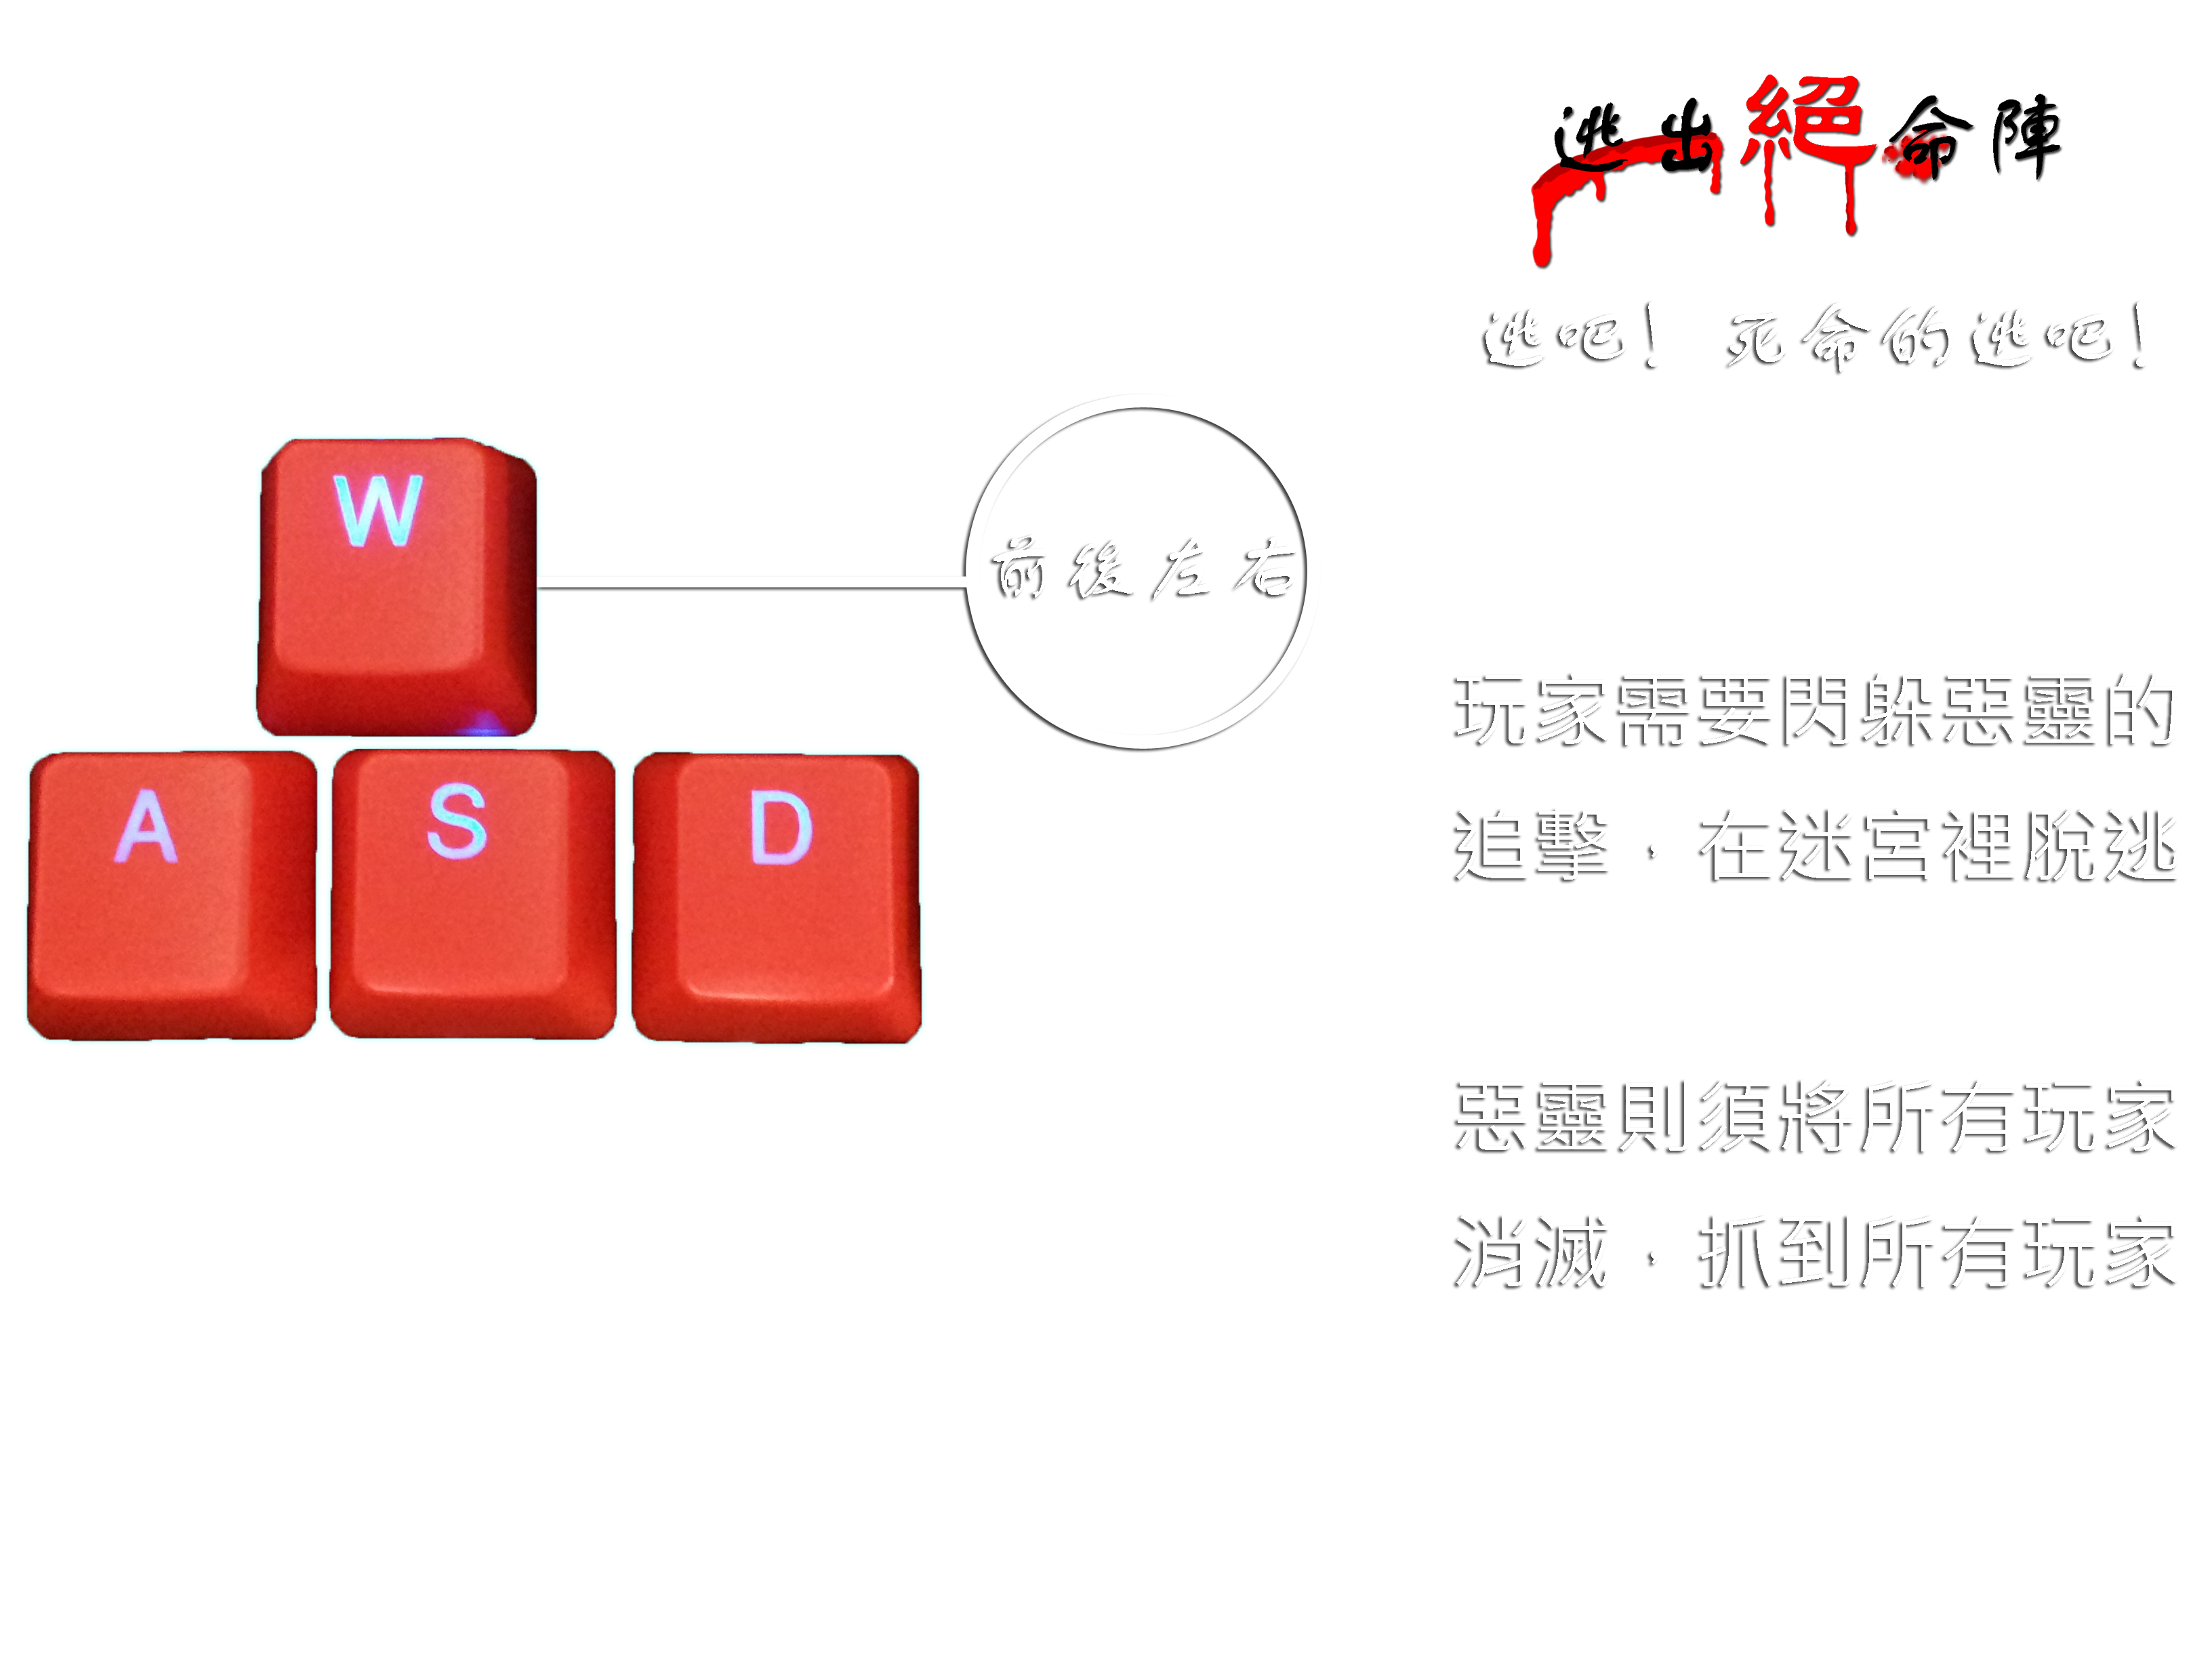 逃出絕命陣
逃吧! 死命的逃吧!
W
前後左右
A S D
玩家需要閃躲惡靈的
追擊，在迷宮裡脫逃
惡靈則須將所有玩家
消滅，抓到所有玩家